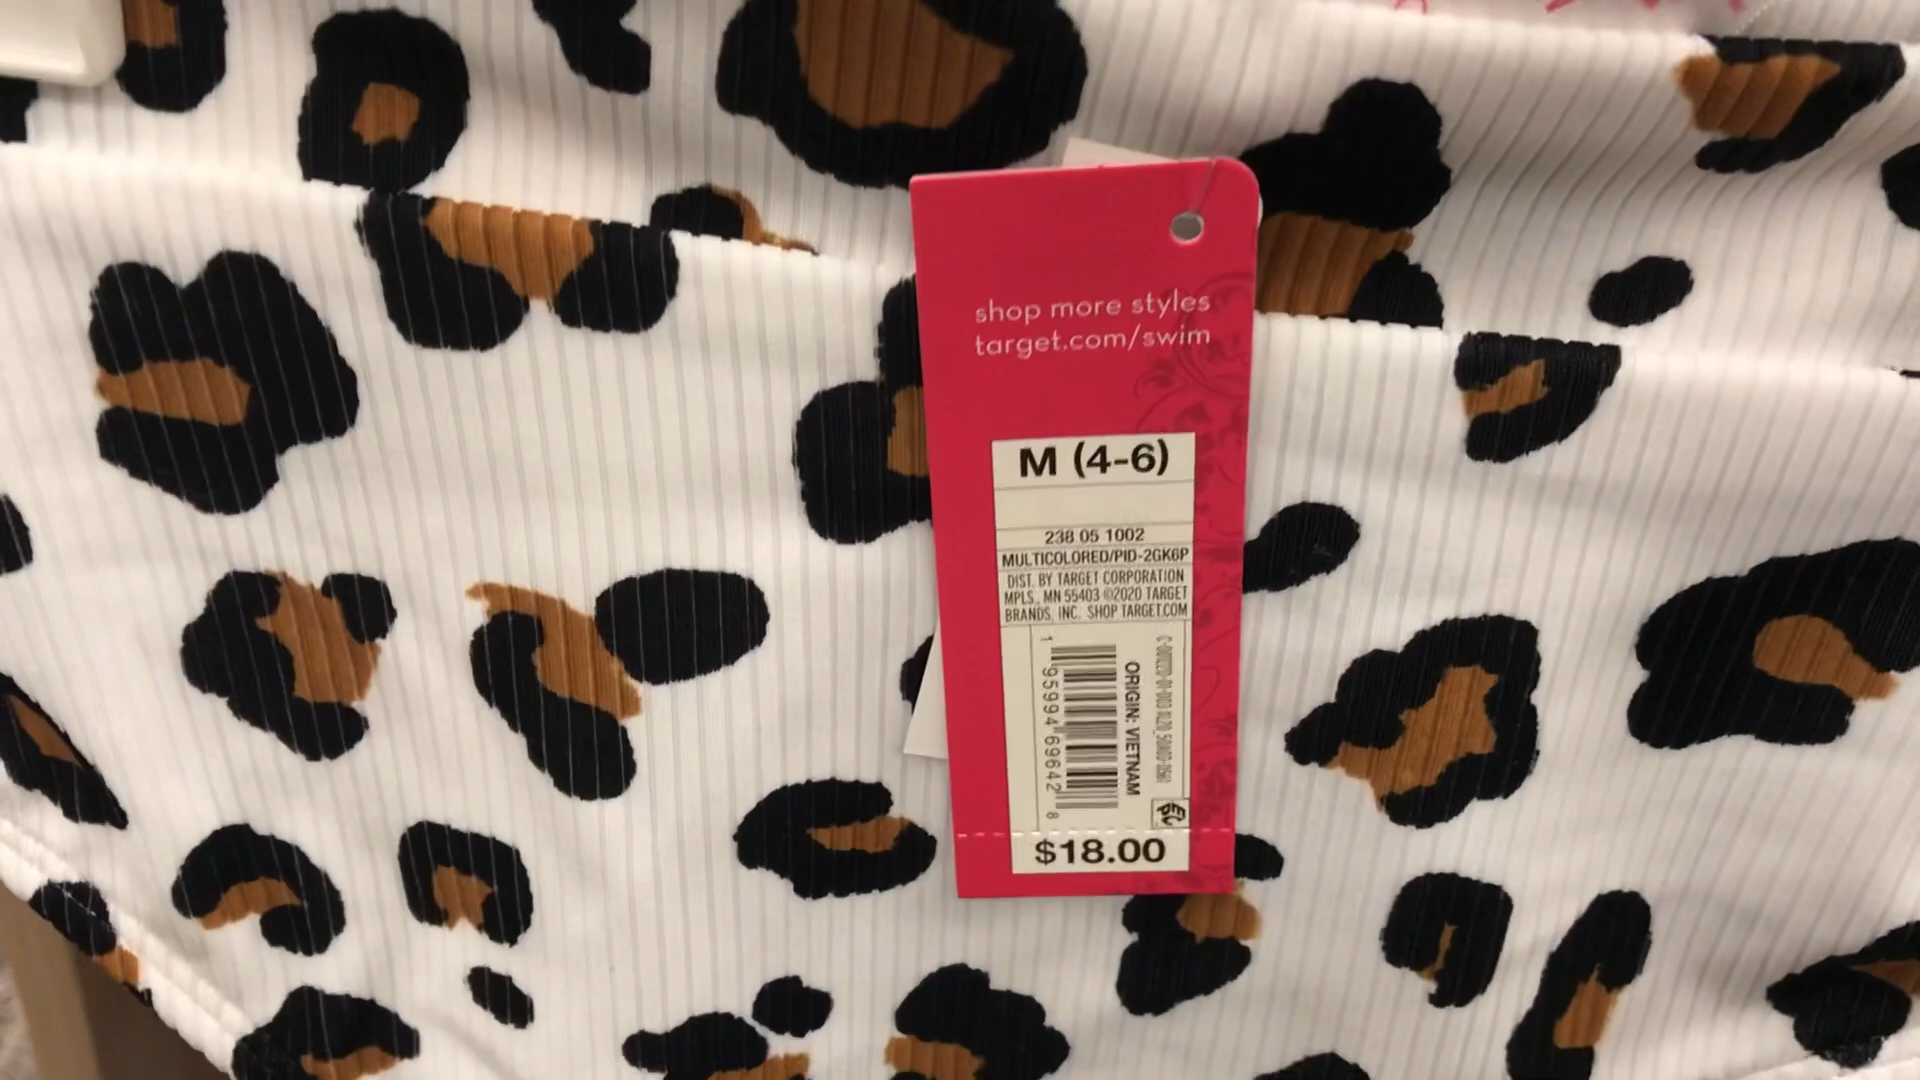 shop more styles
target.com/swim
M (4-6)
238 05 1002
MULTICOLORED/PID-2GK6P
DIST. BY TARGET CORPORATION
MPLS., MN 55403 ©2020 TARGET
BRANDS, INC. SHOP TARGET.COM
ORIGIN: VIETNAM
1 95994 69642 8
$18.00